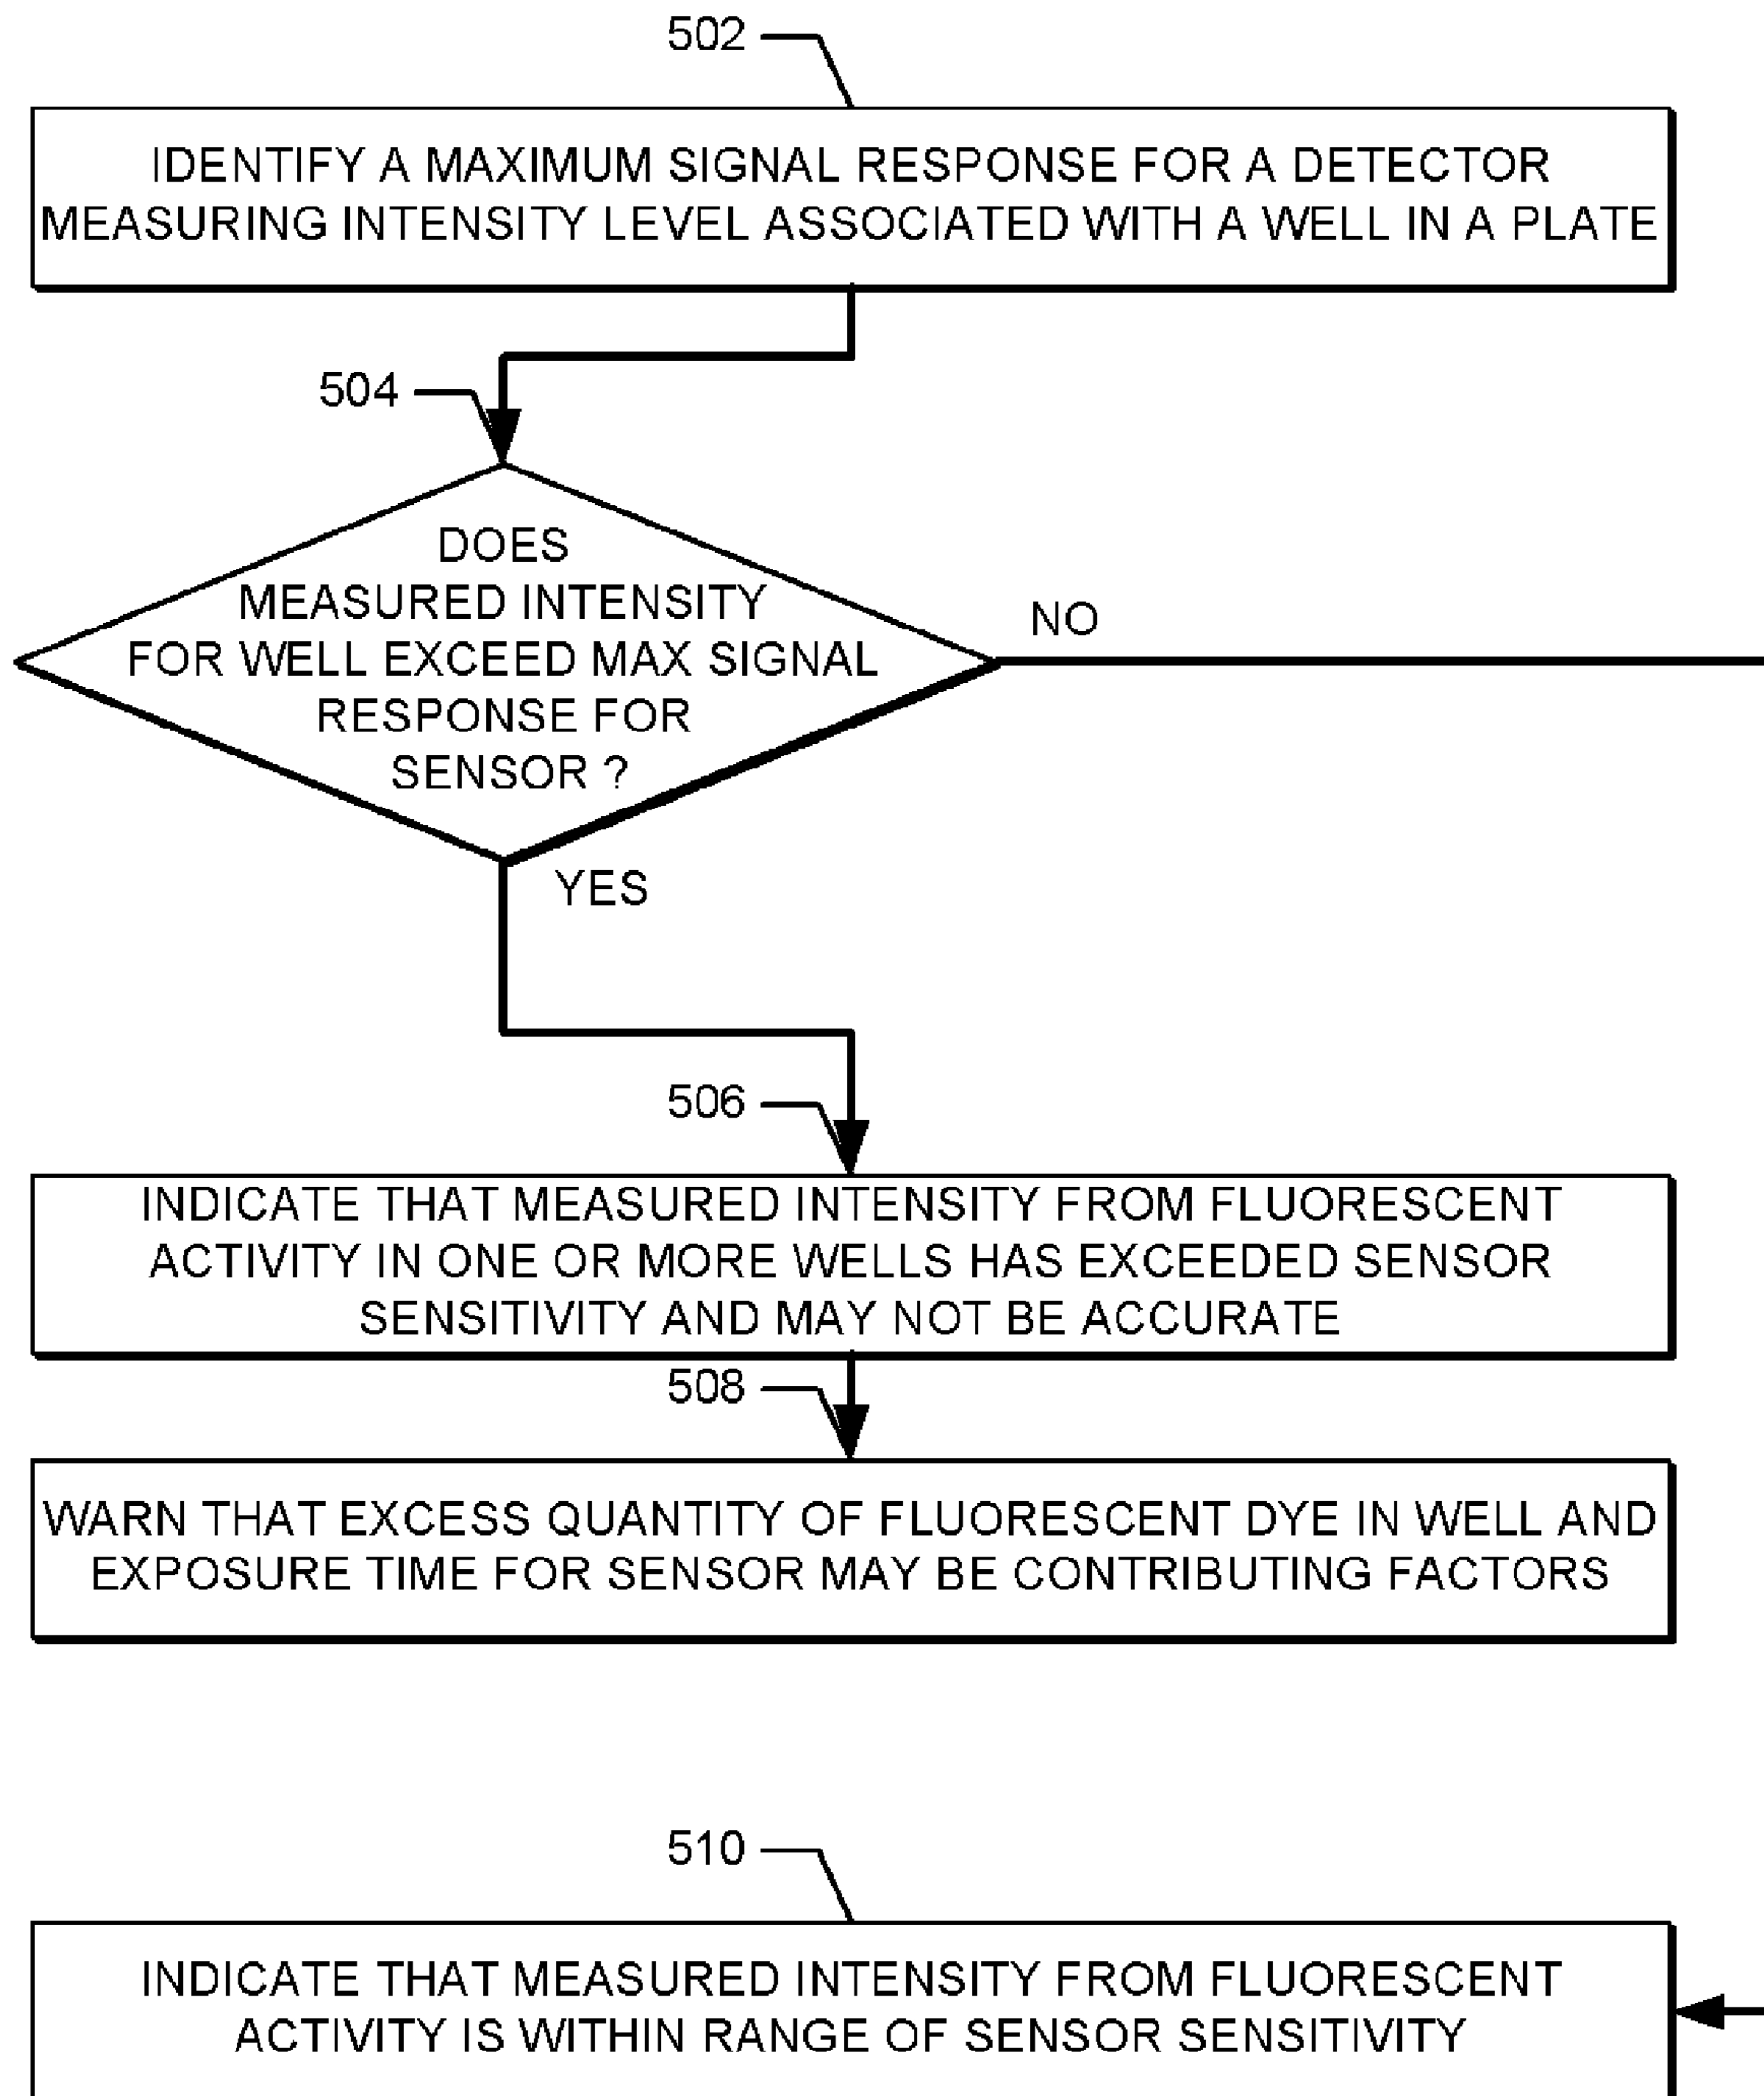 502
IDENTIFY A MAXIMUM SIGNAL RESPONSE FOR A DETECTOR
MEASURING INTENSITY LEVEL ASSOCIATED WITH A WELL IN A PLATE
504
DOES
MEASURED INTENSITY
FOR WELL EXCEED MAX SIGNAL
RESPONSE FOR
SENSOR ?
NO
YES
506
INDICATE THAT MEASURED INTENSITY FROM FLUORESCENT
ACTIVITY IN ONE OR MORE WELLS HAS EXCEEDED SENSOR
SENSITIVITY AND MAY NOT BE ACCURATE
508
WARN THAT EXCESS QUANTITY OF FLUORESCENT DYE IN WELL AND
EXPOSURE TIME FOR SENSOR MAY BE CONTRIBUTING FACTORS
510
INDICATE THAT MEASURED INTENSITY FROM FLUORESCENT
ACTIVITY IS WITHIN RANGE OF SENSOR SENSITIVITY